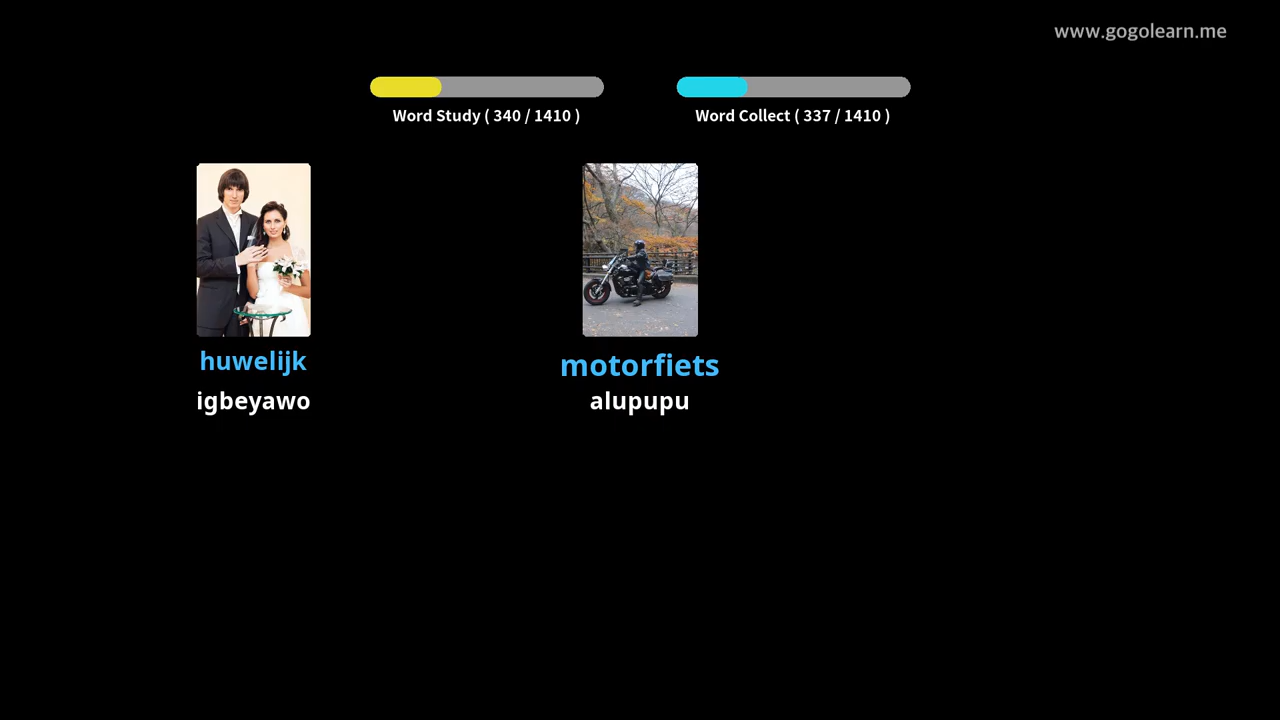 www.gogolearn.me
Word Study ( 340 / 1410 )
Word Collect ( 337 / 1410 )
huwelijk
igbeyawo
motorfiets
alupupu